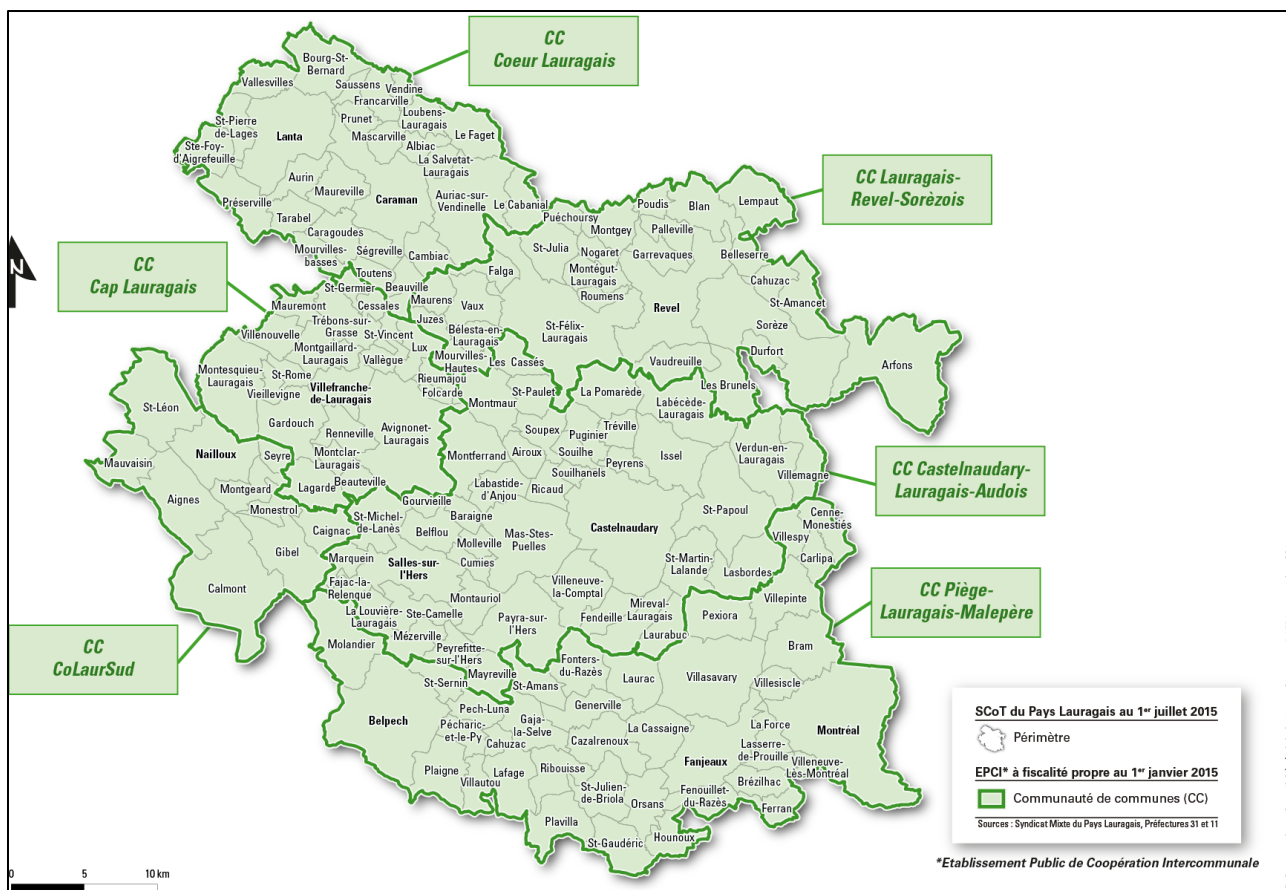 CC
Coeur Lauragais
Bourg-St-
Bernard
Vallesvilles
Saussens
Vendine
Francarville
Prunet
Loubens-
Lauragais
St-Pierre
de-Lages
Lanta
Mascarville
Le Faget
Ste-Foy-
d'Aigrefeuille
Albiac
La Salvetat-
Lauragais
Aurin
Maureville
Préserville
Caraman
Auriac-sur-
Vendinelle
Le Cabanial
Tarabel
Caragoudes
Mourvilles-
basses
Ségreville
Cambiac
Toutens
Beauville
CC Lauragais-
Revel-Sorèzois
Puéchoursy
Poudis
Blan
Lempaut
Montgey
Palleville
St-Julia
Nogaret
Garrevaques
Belleserre
Falga
Montégut-
Lauragais
Roumens
Cahuzac
Maurens
Vaux
Revel
St-Amancet
Juzes
Sorèze
St-Félix-
Lauragais
Bélesta-en-
Lauragais
Durfort
Arfons
Mourvilles-
Hautes
Vaudreuille
Les Brunels
CC
Cap Lauragais
St-Germier
Mauremont
Cessales
Trébons-sur-
Grasse
Villenouvelle
St-Vincent
Montgaillard-
Lauragais
Lux
Vallègue
Montesquieu-
Lauragais
St-Rome
Vieillevigne
Villefranche-
de-Lauragais
Rieumajou
Folcarde
Gardouch
Renneville
Avignonet-
Lauragais
Montclar-
Lauragais
Lagarde
Beauteville
St-Léon
Nailloux
Seyre
Mauvaisin
Montgeard
Aignes
Monestrol
Caignac
Gibel
Calmont
CC
CoLaurSud
Les Cassés
St-Paulet
La Pomarède
Montmaur
Labécède-
Lauragais
Soupex
Tréville
Puginier
Montferrand
Airoux
Souilhe
Issel
Verdun-en-
Lauragais
Peyrens
Souilhanels
Villemagne
Labastide-
d'Anjou
Ricaud
Gourvieille
St-Michel-
de-Lanès
Baraigne
St-Papoul
Belflou
Mas-Stes-
Puelles
Castelnaudary
Molleville
Marquein
Salles-sur-
l'Hers
Cumies
St-Martin-
Lalande
Lasbordes
Fajac-la-
Relenque
Villeneuve-
la-Comptal
Montauriol
La Louvière-
Lauragais
Ste-Camelle
Payra-sur-
l'Hers
Fendeille
Mireval-
Lauragais
Mézerville
Laurabuc
Peyrefitte-
sur-l'Hers
Mayreville
CC Castelnaudary-
Lauragais-Audois
Cenne-
Monestiés
Villespy
Carlipa
CC Piège-
Lauragais-Malepère
Villepinte
Pexiora
Bram
Molandier
Fonters-
du-Razès
St-Sernin
St-Amans
Laurac
Villasavary
Villesiscle
Belpech
Pech-Luna
Generville
Pécharic-
et-le-Py
Gaja-
la-Selve
La Cassaigne
La Force
Montréal
Cahuzac
Cazalrenoux
Lasserre-
de-Prouille
Plaigne
Lafage
Ribouisse
Fanjeaux
Villeneuve-
Lès-Montréal
Villautou
St-Julien-
de-Briola
Brézilhac
Orsans
Fenouillet-
du-Razès
Ferran
Plavilla
St-Gaudéric
Hounoux
N
0 5 10 km
SCoT du Pays Lauragais au 1er juillet 2015
Périmètre
EPCI* à fiscalité propre au 1er janvier 2015
Communauté de communes (CC)
Sources : Syndicat Mixte du Pays Lauragais, Préfectures 31 et 11
*Etablissement Public de Coopération Intercommunale